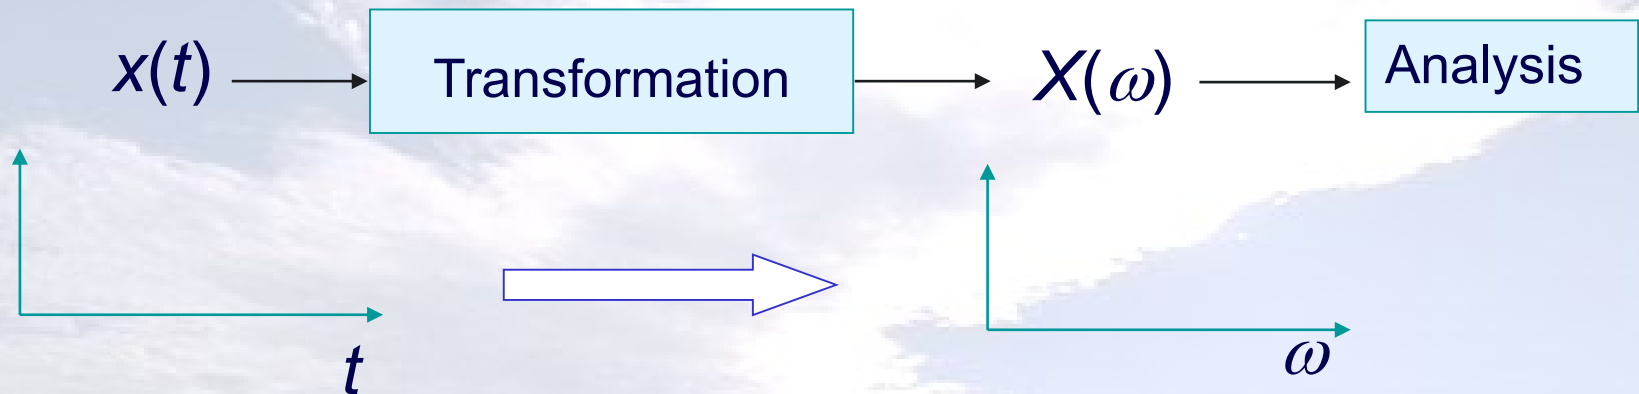 x(t) Transformation X(ω) Analysis
t ω